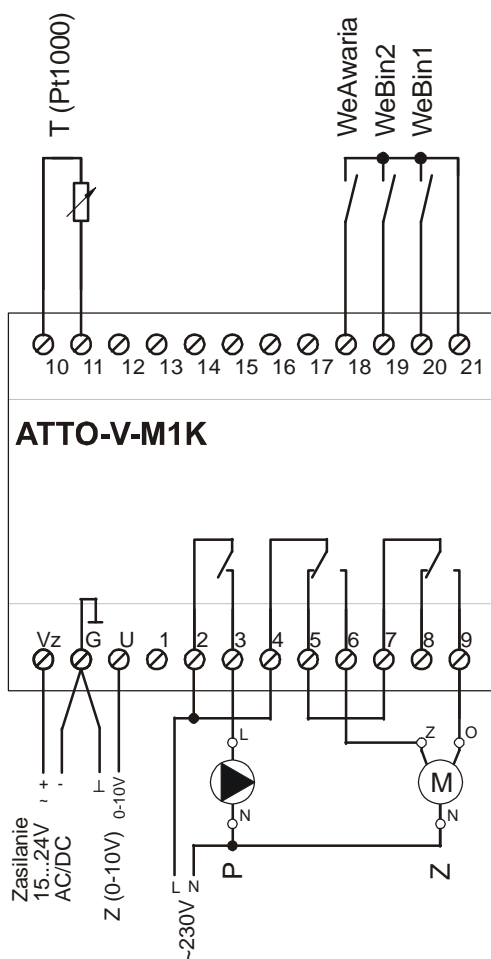 T (Pt1000)
WeAwaria
WeBin2
WeBin1
10 11 12 13 14 15 16 17 18 19 20 21
ATTO-V-M1K
Vz G U 1 2 3 4 5 6 7 8 9
L
Z
O
M
N
N
+
~
-
⊥
0-10V
Zasilanie
15...24V
AC/DC
Z (0-10V)
L N
~230V
P
Z